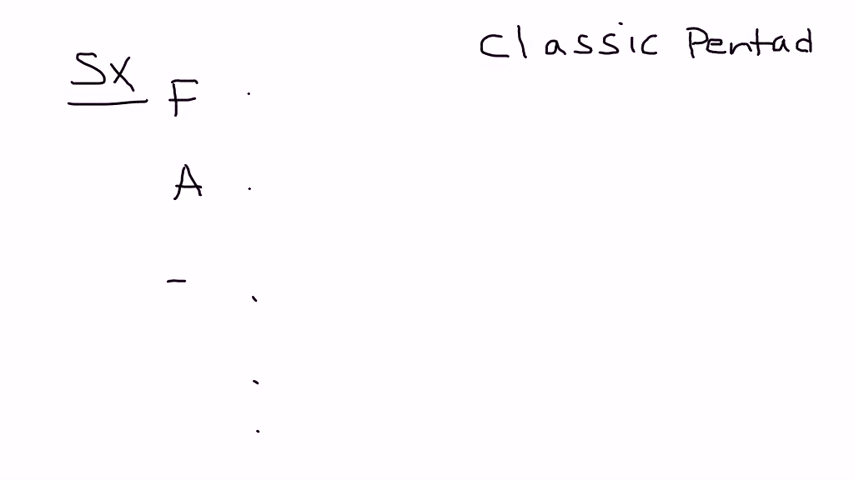 Classic Pentad
Sx F .
A .
- .
.
.